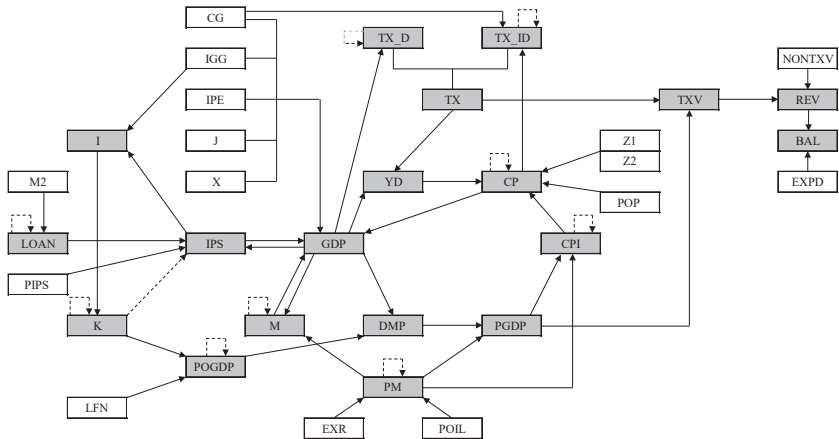 CG
TX_D
TX_ID
IGG
NONTXV
IPE
TX
TXV
REV
I
J
Z1
BAL
Z2
M2
X
YD
CP
EXPD
POP
LOAN
IPS
GDP
CPI
PIPS
K
M
DMP
PGDP
POGDP
PM
LFN
EXR
POIL